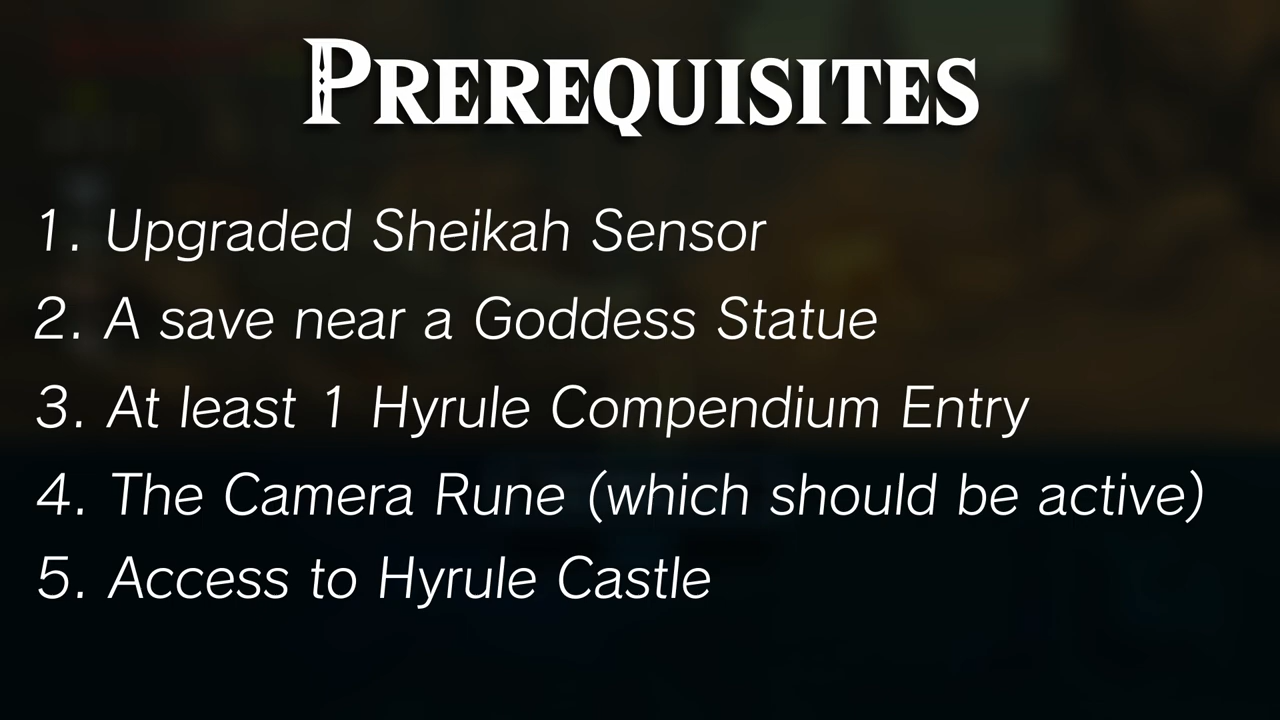 PREREQUISITES
1. Upgraded Sheikah Sensor
2. A save near a Goddess Statue
3. At least 1 Hyrule Compendium Entry
4. The Camera Rune (which should be active)
5. Access to Hyrule Castle